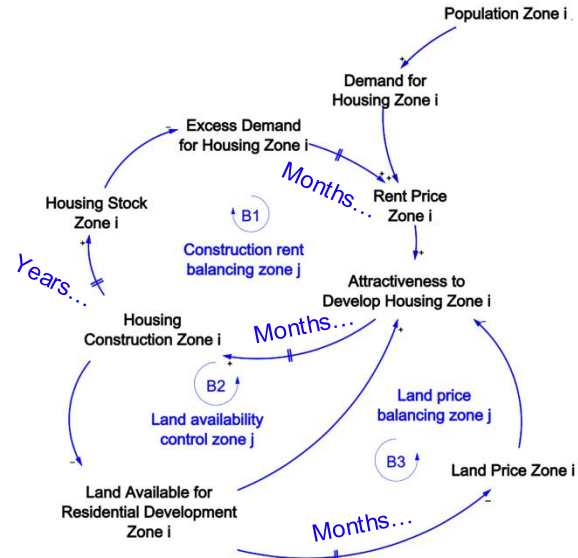 Population Zone i
+
Demand for
Housing Zone i
–
Excess Demand
for Housing Zone i
+
+
Months...
Rent Price
Zone i
Housing Stock
Zone i
+
B1
Construction rent
balancing zone j
+
Years...
Attractiveness to
Develop Housing Zone i
–
+
Housing
Construction Zone i
Months...
+
B2
Land availability
control zone j
Land price
balancing zone j
B3
–
Land Price Zone i
–
Land Available for
Residential Development
Zone i
Months...